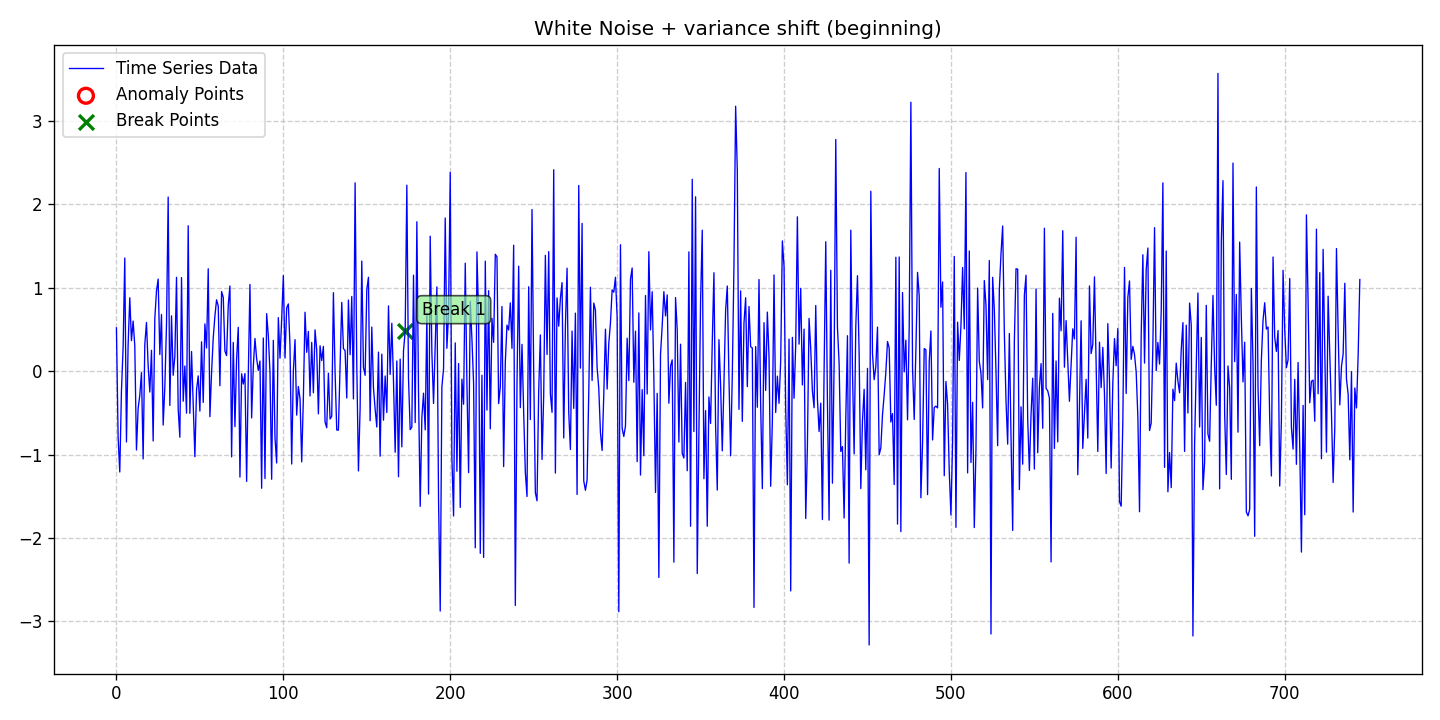 White Noise + variance shift (beginning)
Time Series Data
Anomaly Points
Break Points
Break 1
3
2
1
0
−1
−2
−3
0 100 200 300 400 500 600 700